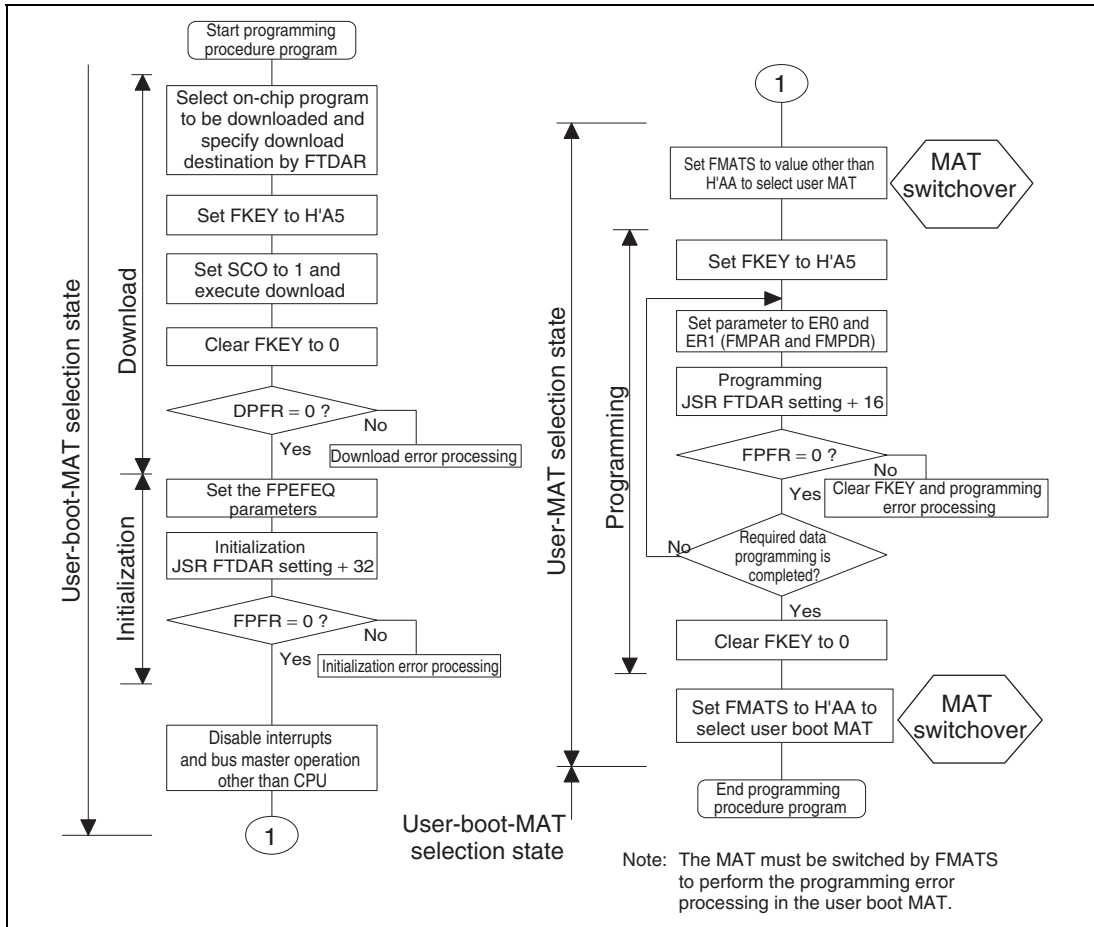 Start programming
procedure program
Select on-chip program
to be downloaded and
specify download
destination by FTDAR
Set FKEY to H'A5
Set SCO to 1 and
execute download
Clear FKEY to 0
DPFR = 0 ?
No
Yes
Download error processing
Set the FPEFEQ
parameters
Initialization
JSR FTDAR setting + 32
FPFR = 0 ?
No
Yes
Initialization error processing
Disable interrupts
and bus master operation
other than CPU
1
User-boot-MAT selection state
Download
Initialization
1
Set FMATS to value other than
H'AA to select user MAT
MAT
switchover
Set FKEY to H'A5
Set parameter to ER0 and
ER1 (FMPAR and FMPDR)
Programming
JSR FTDAR setting + 16
FPFR = 0 ?
No
Yes
Clear FKEY and programming
error processing
Required data
programming is
completed?
No
Yes
Clear FKEY to 0
Set FMATS to H'AA to
select user boot MAT
MAT
switchover
End programming
procedure program
User-MAT selection state
Programming
User-boot-MAT
selection state
Note: The MAT must be switched by FMATS
to perform the programming error
processing in the user boot MAT.